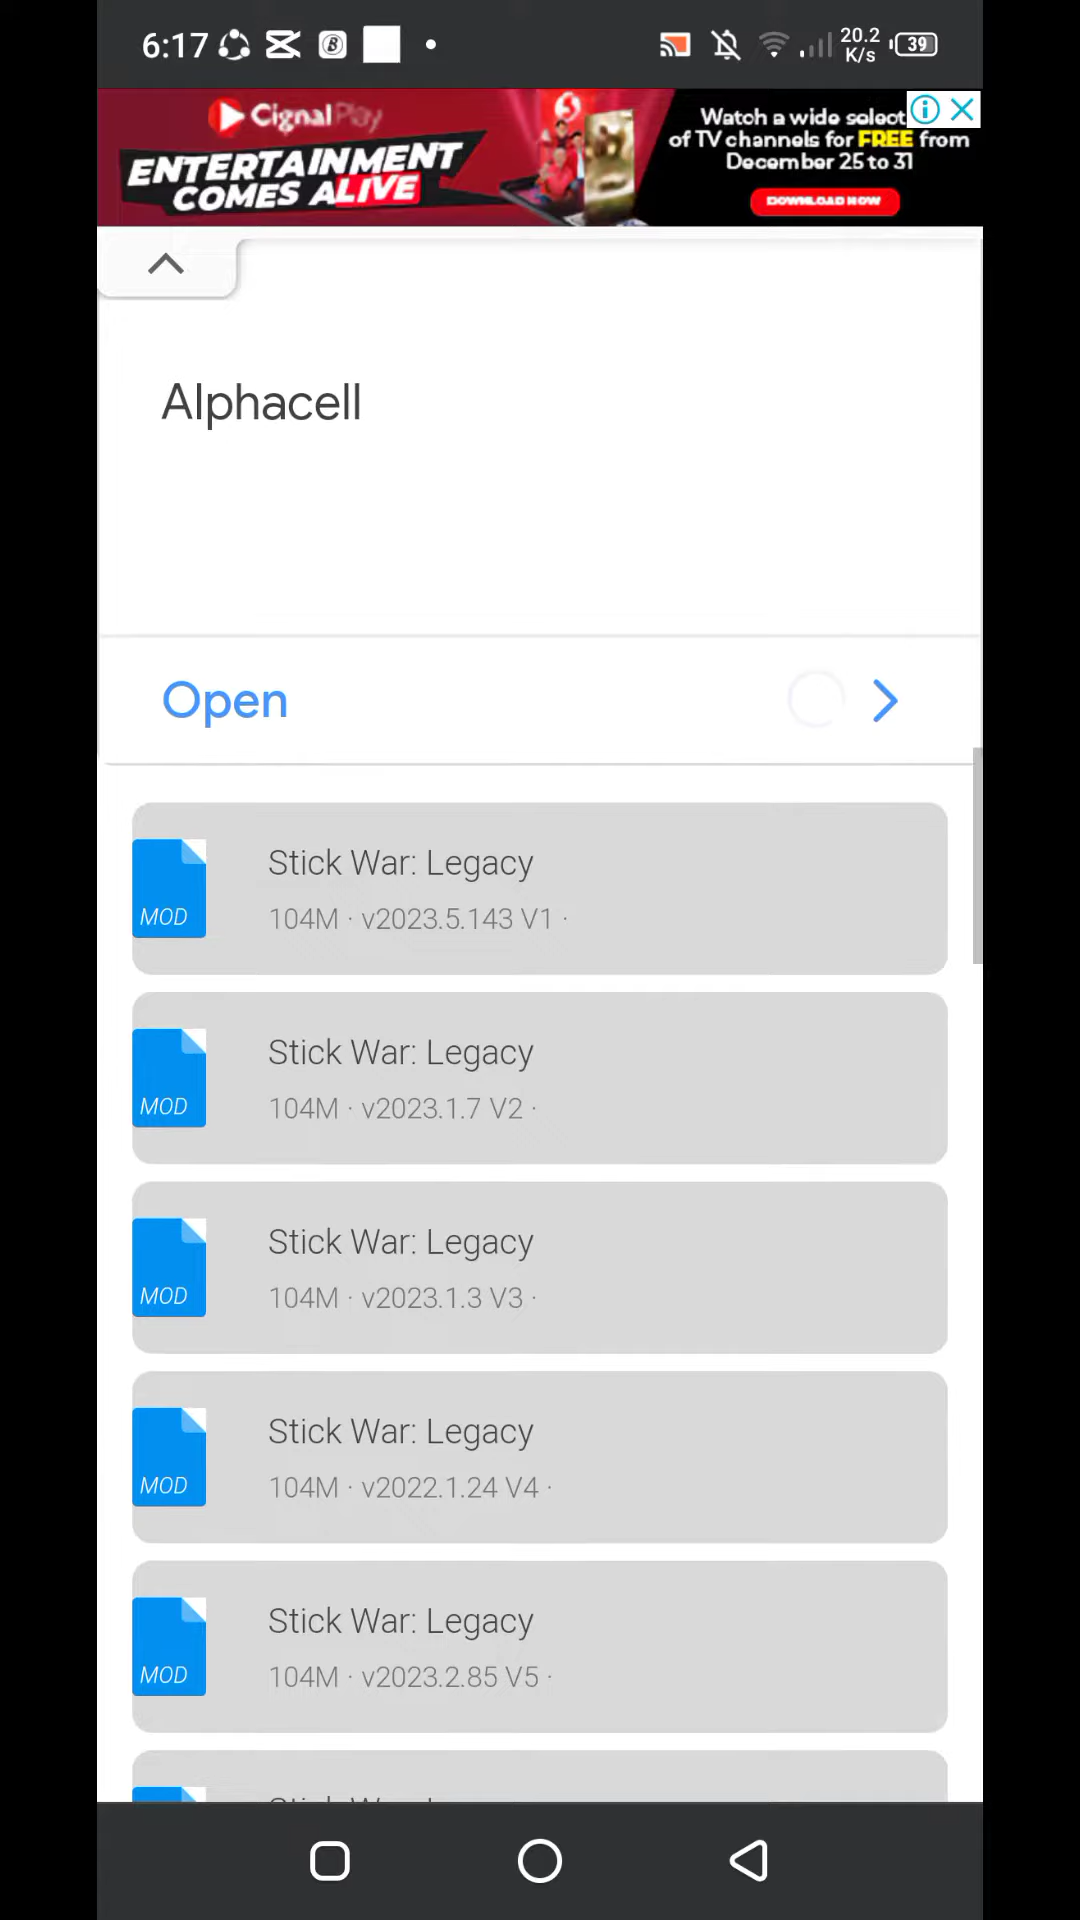 6:17
20.2
K/s
39
Cignal Play
ENTERTAINMENT
COMES ALIVE
Watch a wide select
of TV channels for FREE from
December 25 to 31
DOWNLOAD NOW
Alphacell
Open
Stick War: Legacy
104M · v2023.5.143 V1 ·
MOD
Stick War: Legacy
104M · v2023.1.7 V2 ·
MOD
Stick War: Legacy
104M · v2023.1.3 V3 ·
MOD
Stick War: Legacy
104M · v2022.1.24 V4 ·
MOD
Stick War: Legacy
104M · v2023.2.85 V5 ·
MOD